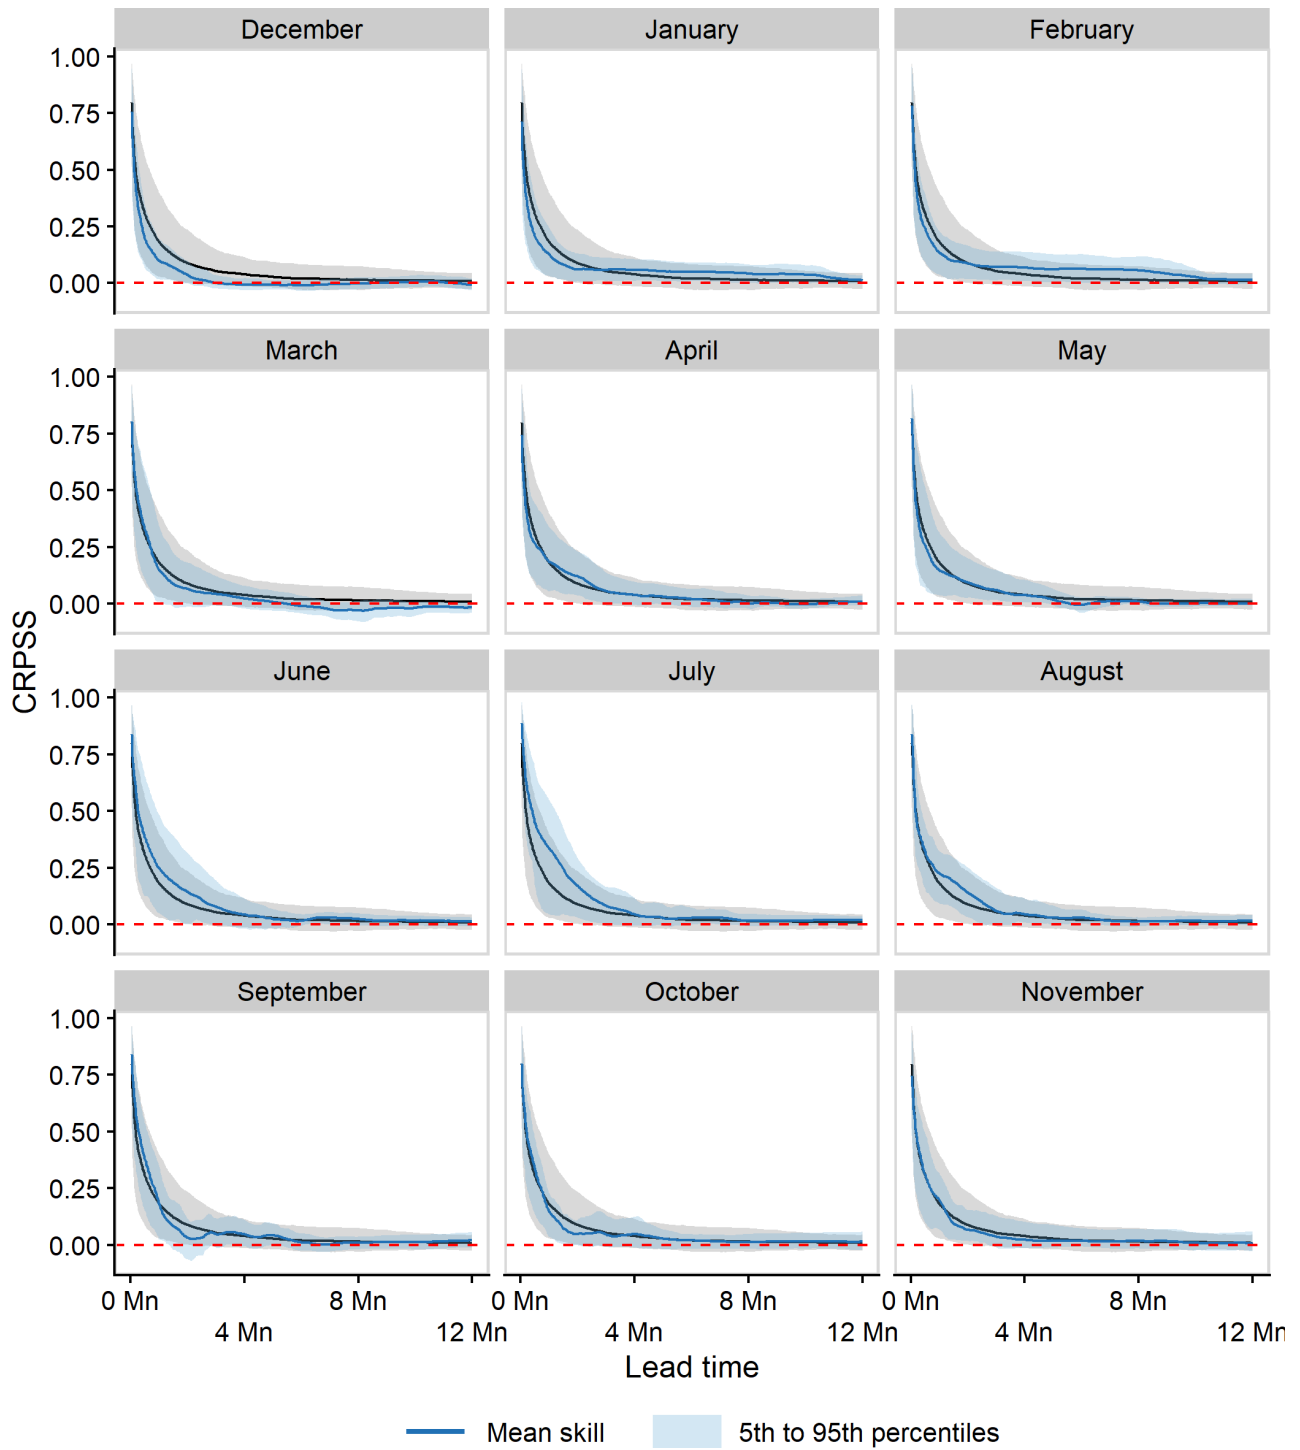 December January February
1.00
0.75
0.50
0.25
0.00
March April May
1.00
0.75
0.50
0.25
0.00
June July August
1.00
0.75
0.50
0.25
0.00
September October November
1.00
0.75
0.50
0.25
0.00
CRPSS
0 Mn 8 Mn 0 Mn 8 Mn 0 Mn 8 Mn
4 Mn 12 Mn 4 Mn 12 Mn 4 Mn 12 Mn
Lead time
Mean skill 5th to 95th percentiles